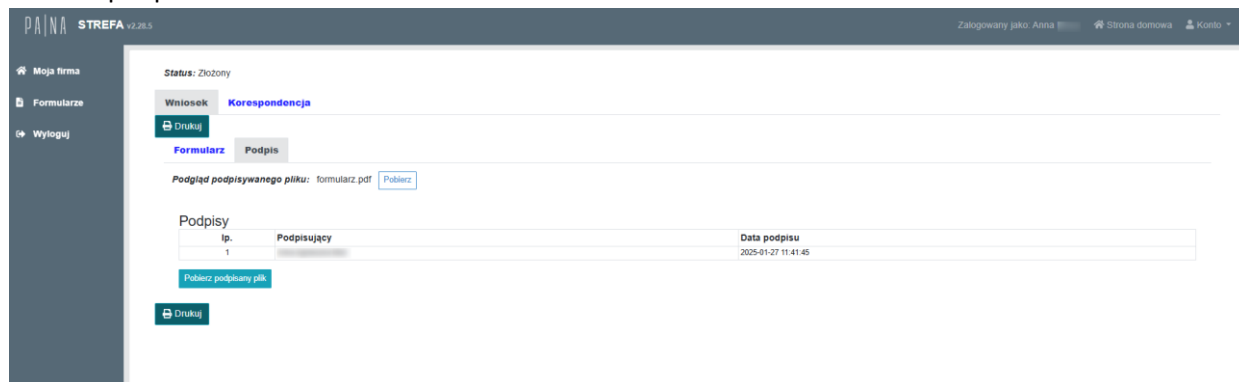 PA|NA STREFA v2.28.5 Zalogowany jako: Anna Strona domowa Konto
Moja firma
Formularze
Wyloguj
Status: Złożony
Wniosek Korespondencja
Drukuj
Formularz Podpis
Podgląd podpisywanego pliku: formularz.pdf Pobierz
Podpisy
lp. Podpisujący Data podpisu
1 2025-01-27 11:41:45
Pobierz podpisany plik
Drukuj